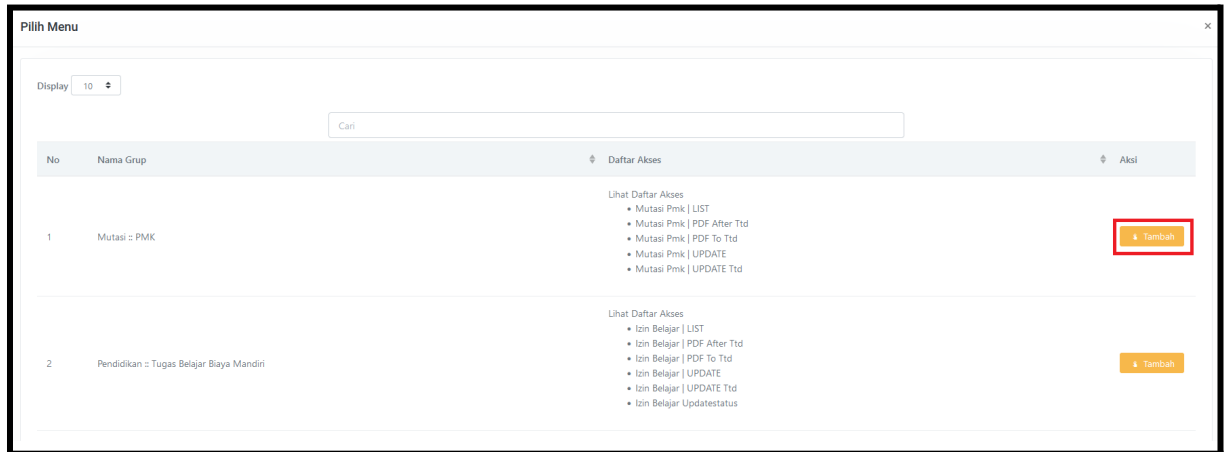 Pilih Menu ×
Display 10
Cari
No Nama Grup Daftar Akses Aksi
Lihat Daftar Akses
• Mutasi Pmk | LIST
• Mutasi Pmk | PDF After Ttd
1 Mutasi :: PMK • Mutasi Pmk | PDF To Ttd Tambah
• Mutasi Pmk | UPDATE
• Mutasi Pmk | UPDATE Ttd
Lihat Daftar Akses
• Izin Belajar | LIST
• Izin Belajar | PDF After Ttd
• Izin Belajar | PDF To Ttd
2 Pendidikan :: Tugas Belajar Biaya Mandiri • Izin Belajar | UPDATE Tambah
• Izin Belajar | UPDATE Ttd
• Izin Belajar Updatestatus